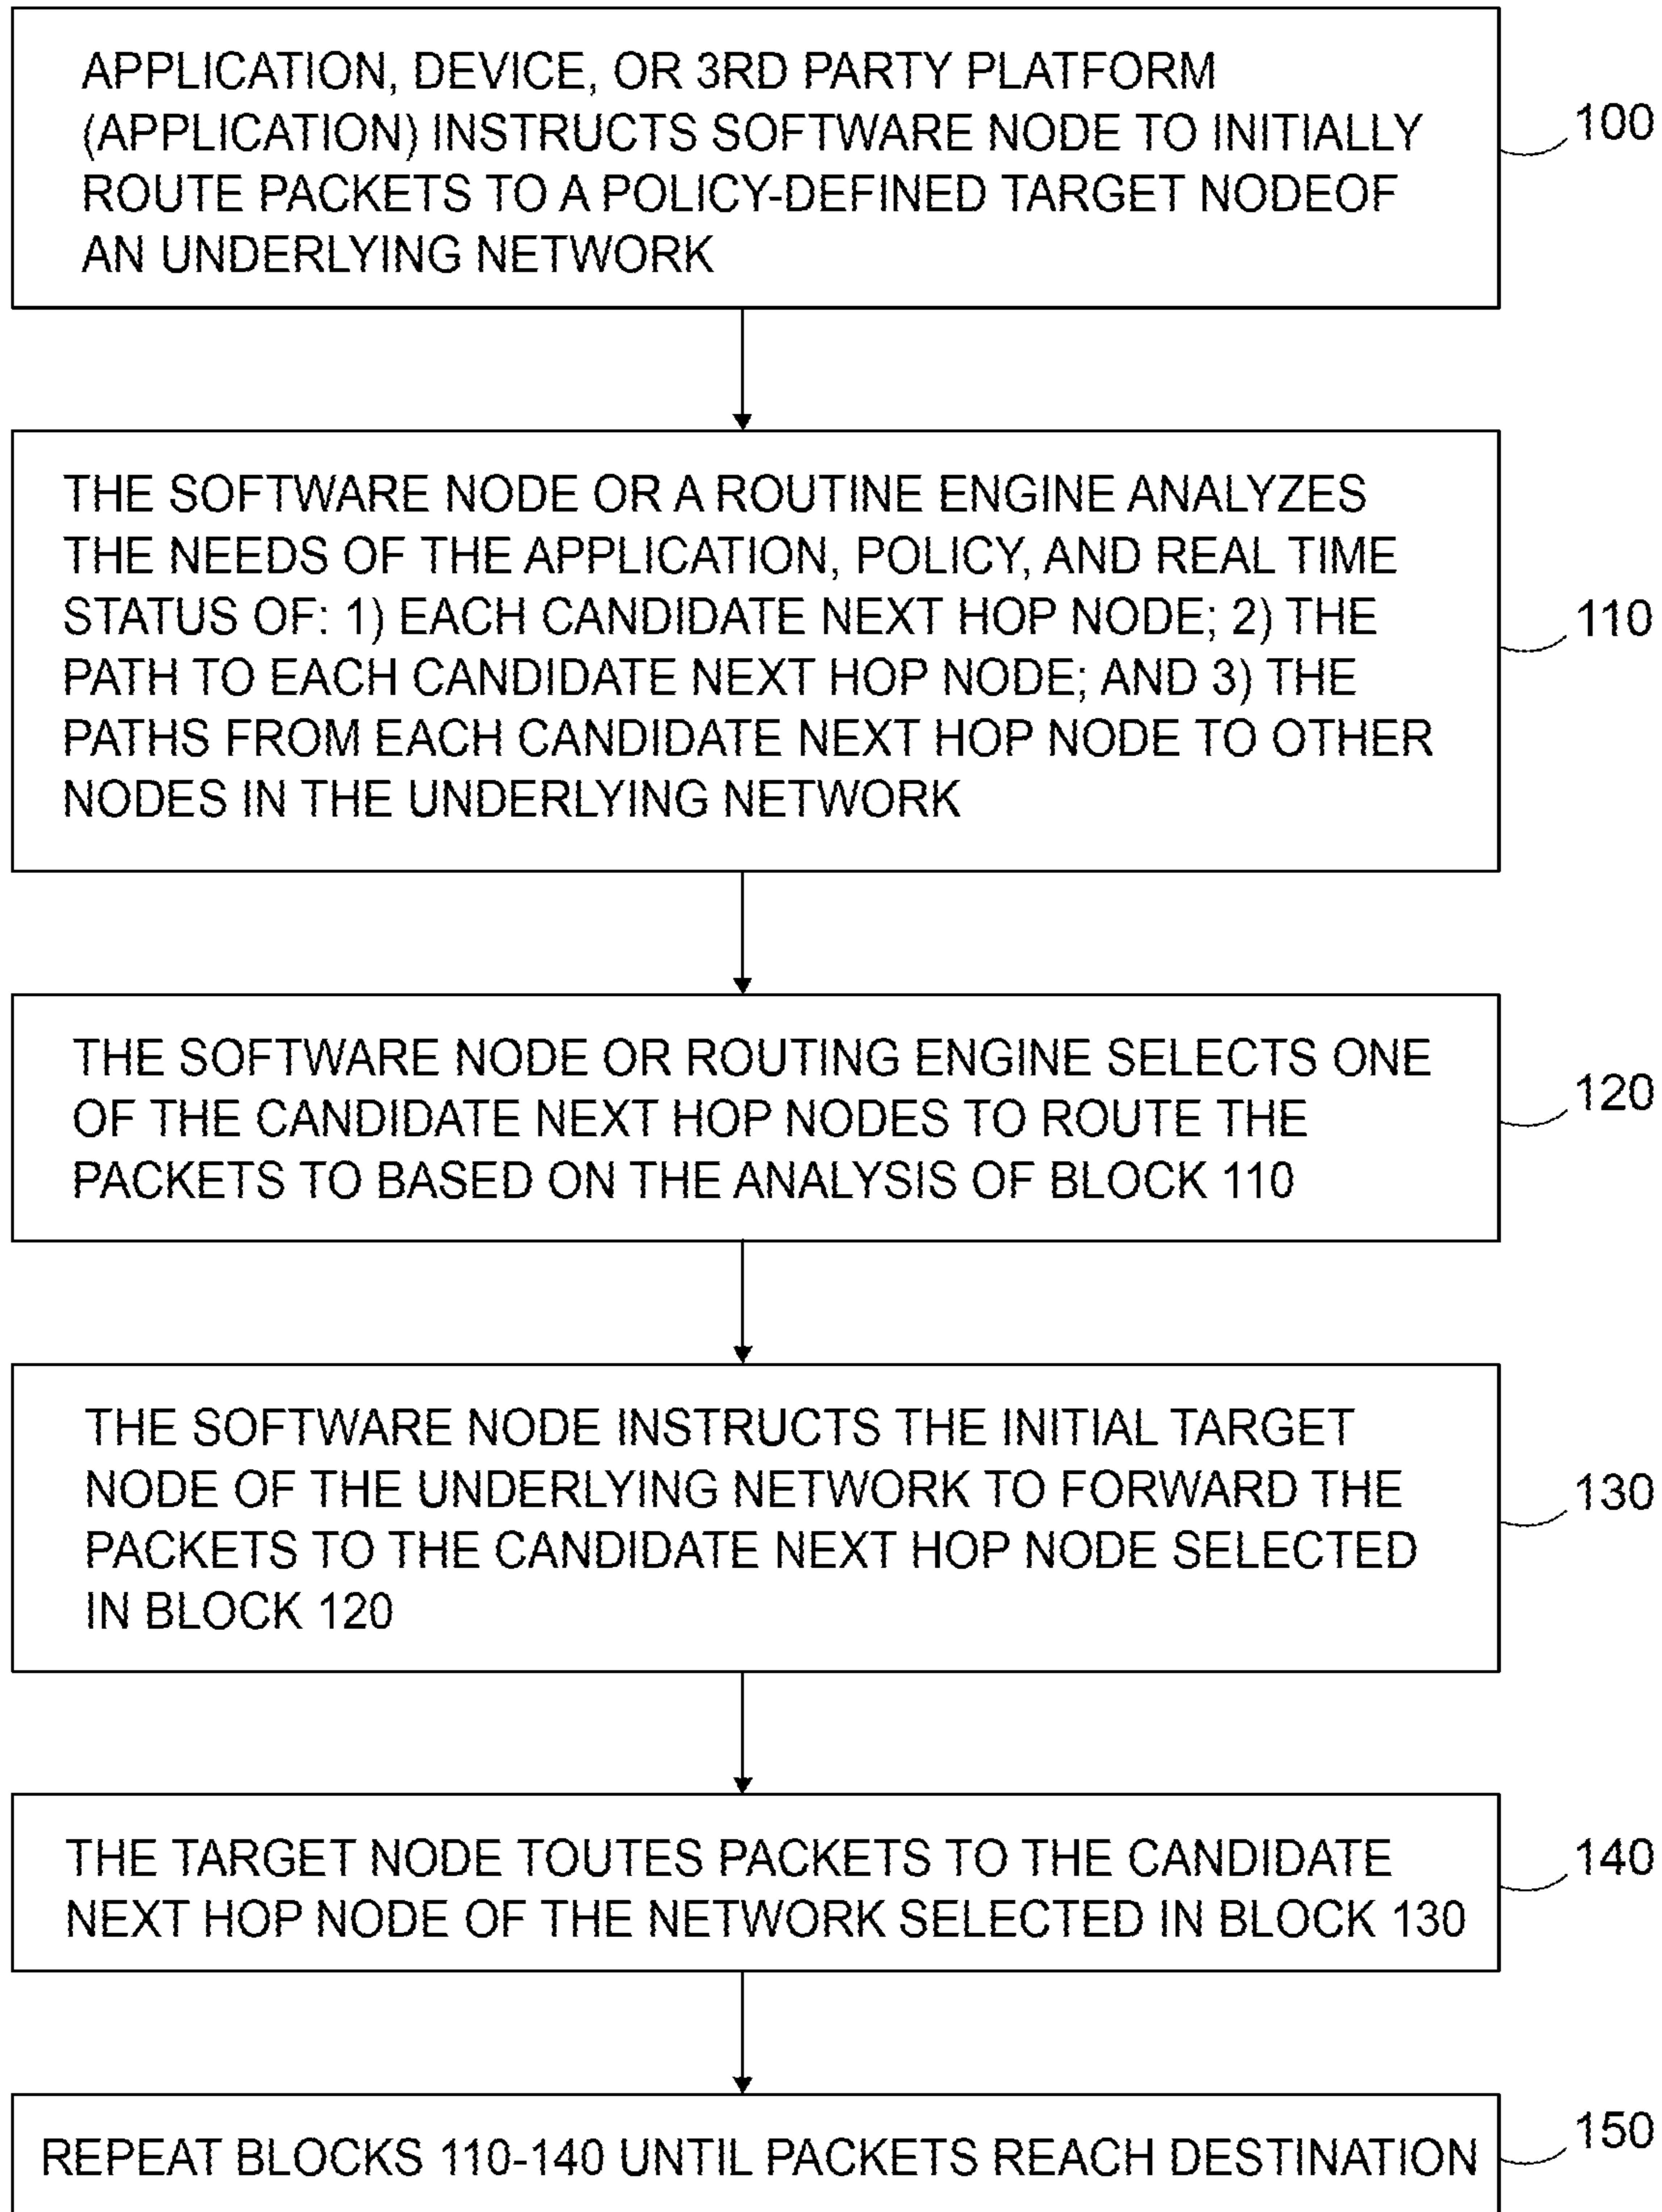 APPLICATION, DEVICE, OR 3RD PARTY PLATFORM
(APPLICATION) INSTRUCTS SOFTWARE NODE TO INITIALLY
ROUTE PACKETS TO A POLICY-DEFINED TARGET NODEOF
AN UNDERLYING NETWORK
100
THE SOFTWARE NODE OR A ROUTINE ENGINE ANALYZES
THE NEEDS OF THE APPLICATION, POLICY, AND REAL TIME
STATUS OF: 1) EACH CANDIDATE NEXT HOP NODE; 2) THE
PATH TO EACH CANDIDATE NEXT HOP NODE; AND 3) THE
PATHS FROM EACH CANDIDATE NEXT HOP NODE TO OTHER
NODES IN THE UNDERLYING NETWORK
110
THE SOFTWARE NODE OR ROUTING ENGINE SELECTS ONE
OF THE CANDIDATE NEXT HOP NODES TO ROUTE THE
PACKETS TO BASED ON THE ANALYSIS OF BLOCK 110
120
THE SOFTWARE NODE INSTRUCTS THE INITIAL TARGET
NODE OF THE UNDERLYING NETWORK TO FORWARD THE
PACKETS TO THE CANDIDATE NEXT HOP NODE SELECTED
IN BLOCK 120
130
THE TARGET NODE TOUTES PACKETS TO THE CANDIDATE
NEXT HOP NODE OF THE NETWORK SELECTED IN BLOCK 130
140
REPEAT BLOCKS 110-140 UNTIL PACKETS REACH DESTINATION
150